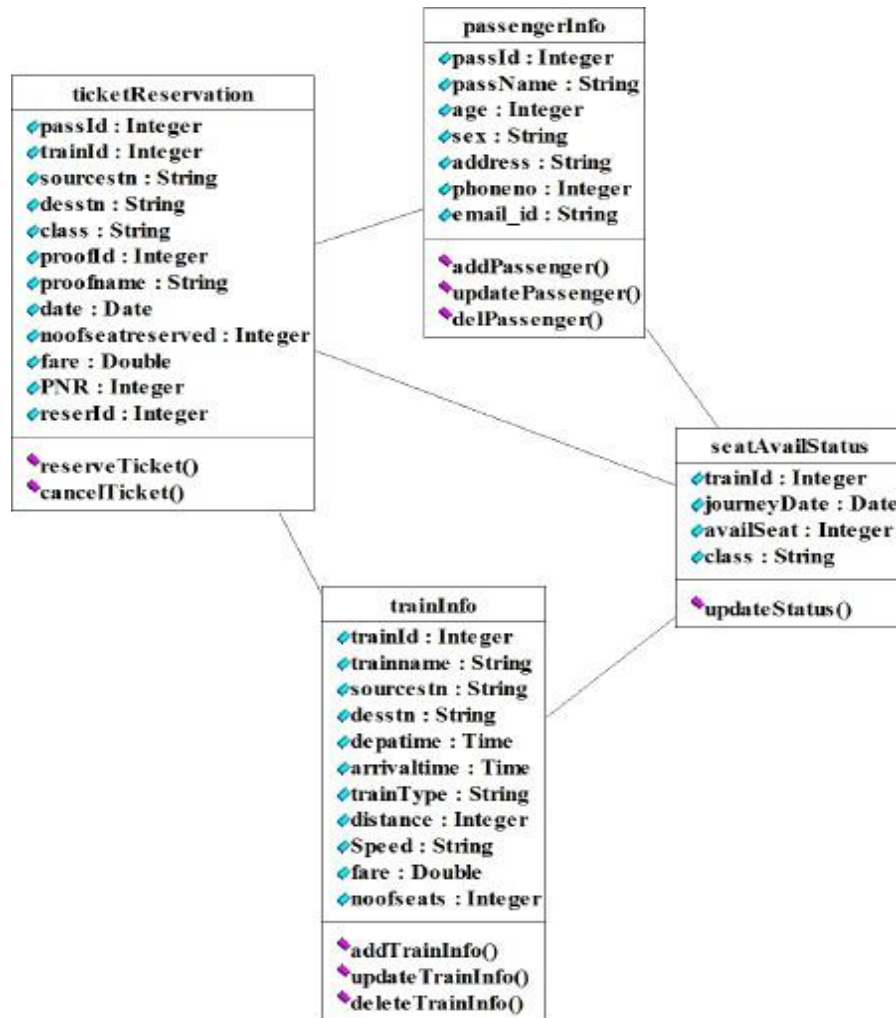 passengerInfo
passId : Integer
passName : String
age : Integer
sex : String
address : String
phoneno : Integer
email_id : String
addPassenger()
updatePassenger()
delPassenger()
ticketReservation
passId : Integer
trainId : Integer
sourcestn : String
desstn : String
class : String
proofId : Integer
proofname : String
date : Date
noofseatreserved : Integer
fare : Double
PNR : Integer
reserId : Integer
reserveTicket()
cancelTicket()
seatAvailStatus
trainId : Integer
journeyDate : Date
availSeat : Integer
class : String
updateStatus()
trainInfo
trainId : Integer
trainname : String
sourcestn : String
desstn : String
depatime : Time
arrivaltime : Time
trainType : String
distance : Integer
Speed : String
fare : Double
noofseats : Integer
addTrainInfo()
updateTrainInfo()
deleteTrainInfo()